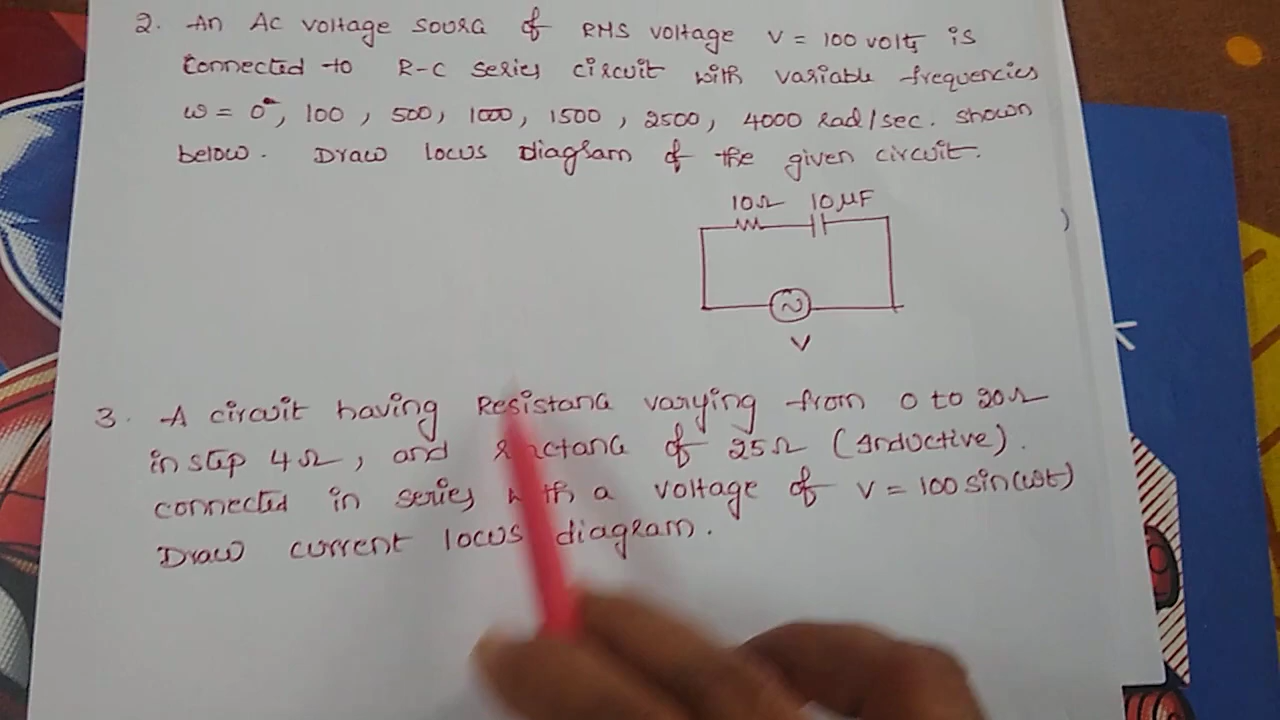 2. An AC voltage source of RMS voltage V = 100 volts is
connected to R-C series circuit with variable frequencies
ω = 0, 100, 500, 1000, 1500, 2500, 4000 rad/sec. shown
below. Draw locus diagram of the given circuit.
10Ω 10μF
V
3. A circuit having Resistance varying from 0 to 20Ω
in step 4Ω, and reactance of 25Ω (Inductive).
connected in series with a voltage of v = 100 sin(ωt)
Draw current locus diagram.